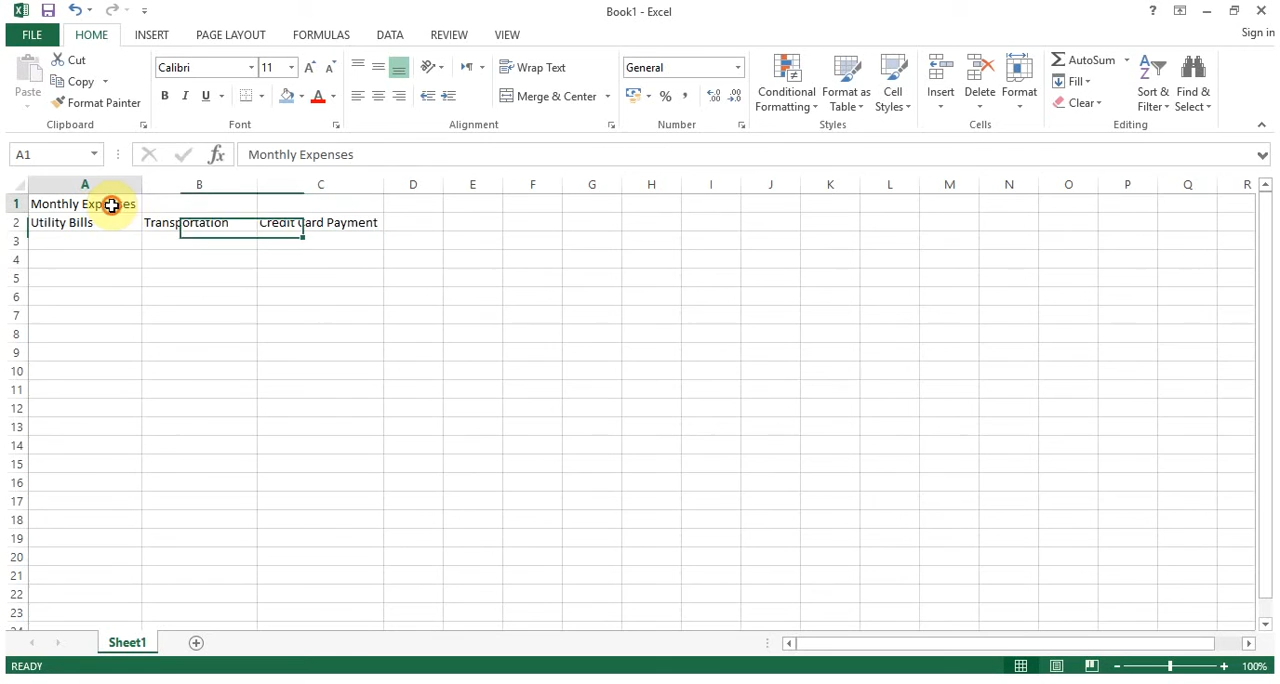 Book1 - Excel
Sign in
FILE HOME INSERT PAGE LAYOUT FORMULAS DATA REVIEW VIEW
Paste
Cut
Copy
Format Painter
Clipboard
Calibri 11
B I U
Font
Wrap Text
Merge & Center
Alignment
General
%
Number
Conditional Formatting
Format as Table
Cell Styles
Styles
Insert
Delete
Format
Cells
AutoSum
Fill
Clear
Sort & Filter
Find & Select
Editing
A1 fx Monthly Expenses
A B C D E F G H I J K L M N O P Q R
1 Monthly Expenses
2 Utility Bills Transportation Credit Card Payment
3
4
5
6
7
8
9
10
11
12
13
14
15
16
17
18
19
20
21
22
23
24
Sheet1
READY
100%